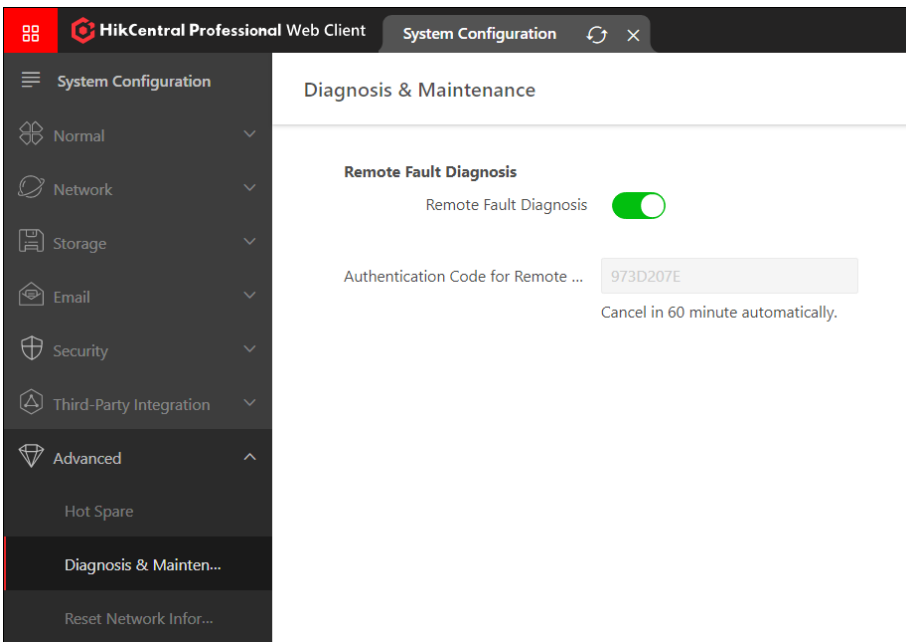 HikCentral Professional Web Client
System Configuration
System Configuration
Normal
Network
Storage
Email
Security
Third-Party Integration
Advanced
Hot Spare
Diagnosis & Mainten...
Reset Network Infor...
Diagnosis & Maintenance
Remote Fault Diagnosis
Remote Fault Diagnosis
Authentication Code for Remote ... 973D207E
Cancel in 60 minute automatically.